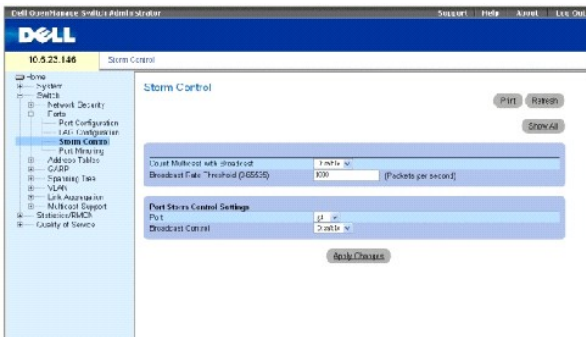 Dell OpenManage Switch Administrator
Support Help About Log Out
DELL
10.6.23.146 Storm Control
Home
System
Switch
Network Security
Ports
Port Configuration
LAG Configuration
Storm Control
Port Mirroring
Address Tables
GARP
Spanning Tree
VLAN
Link Aggregation
Multicast Support
Statistics/RMON
Quality of Service
Storm Control
Print Refresh
Show All
Count Multicast with Broadcast Disable
Broadcast Rate Threshold (0-65535) 1000 (Packets per second)
Port Storm Control Settings
Port g1
Broadcast Control Disable
Apply Changes